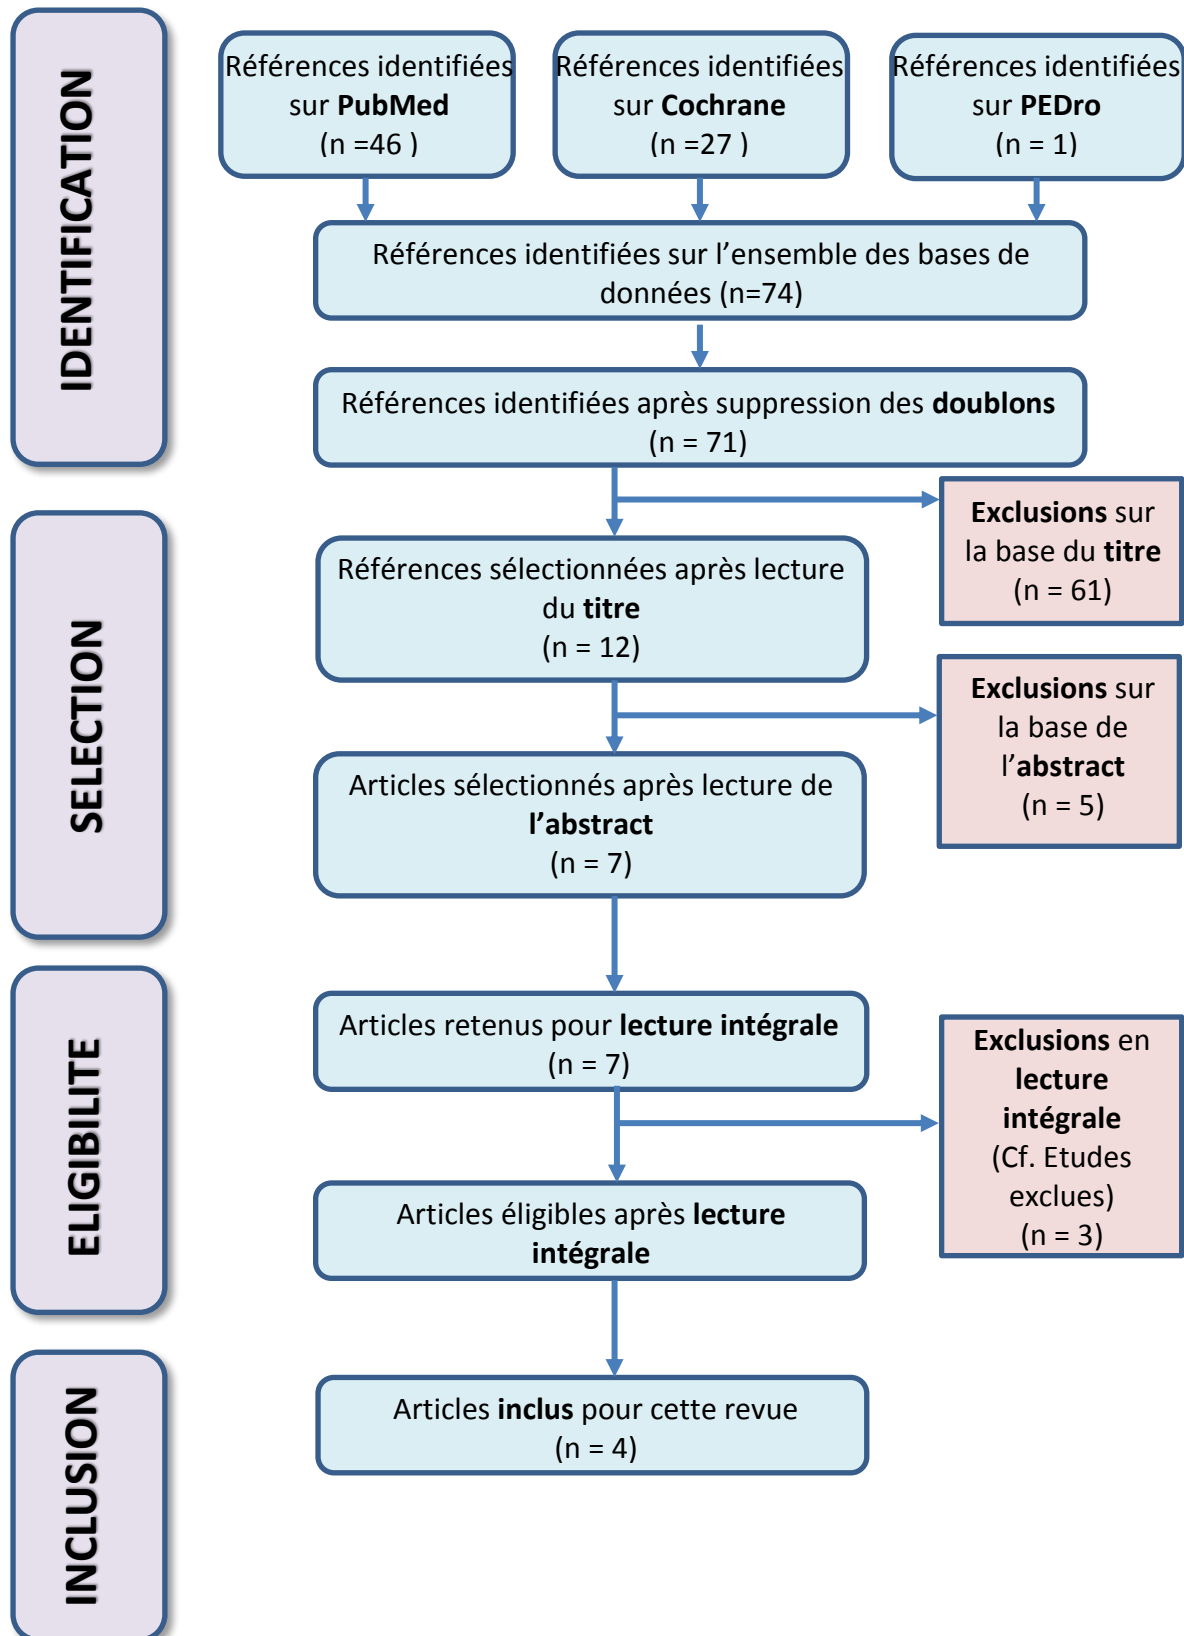 IDENTIFICATION
Références identifiées
sur PubMed
(n =46 )
Références identifiées
sur Cochrane
(n =27 )
Références identifiées
sur PEDro
(n = 1)
Références identifiées sur l’ensemble des bases de
données (n=74)
Références identifiées après suppression des doublons
(n = 71)
SELECTION
Exclusions sur
la base du titre
(n = 61)
Références sélectionnées après lecture
du titre
(n = 12)
Exclusions sur
la base de
l’abstract
(n = 5)
Articles sélectionnés après lecture de
l’abstract
(n = 7)
ELIGIBILITE
Articles retenus pour lecture intégrale
(n = 7)
Exclusions en
lecture
intégrale
(Cf. Etudes
exclues)
(n = 3)
Articles éligibles après lecture
intégrale
INCLUSION
Articles inclus pour cette revue
(n = 4)